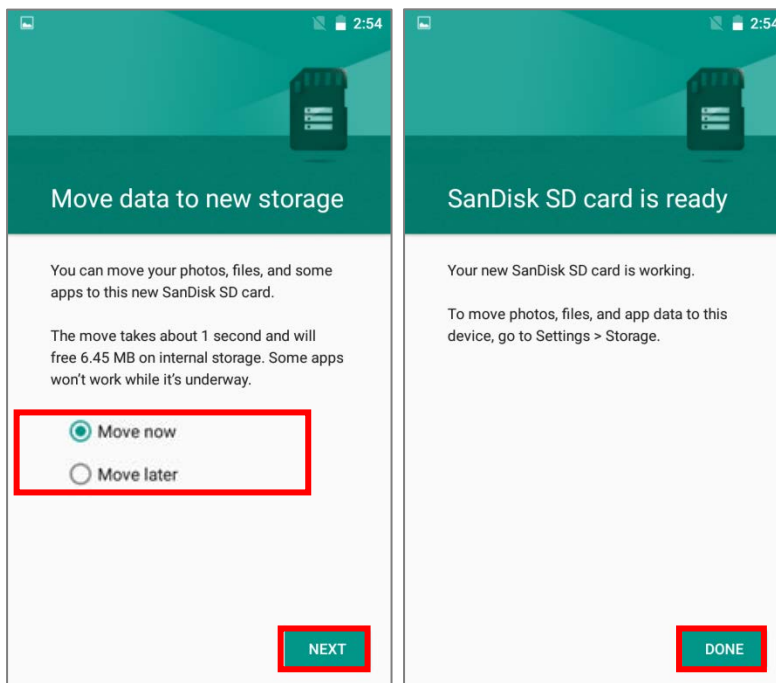 2:54
Move data to new storage
You can move your photos, files, and some
apps to this new SanDisk SD card.
The move takes about 1 second and will
free 6.45 MB on internal storage. Some apps
won't work while it's underway.
Move now
Move later
NEXT
2:54
SanDisk SD card is ready
Your new SanDisk SD card is working.
To move photos, files, and app data to this
device, go to Settings > Storage.
DONE